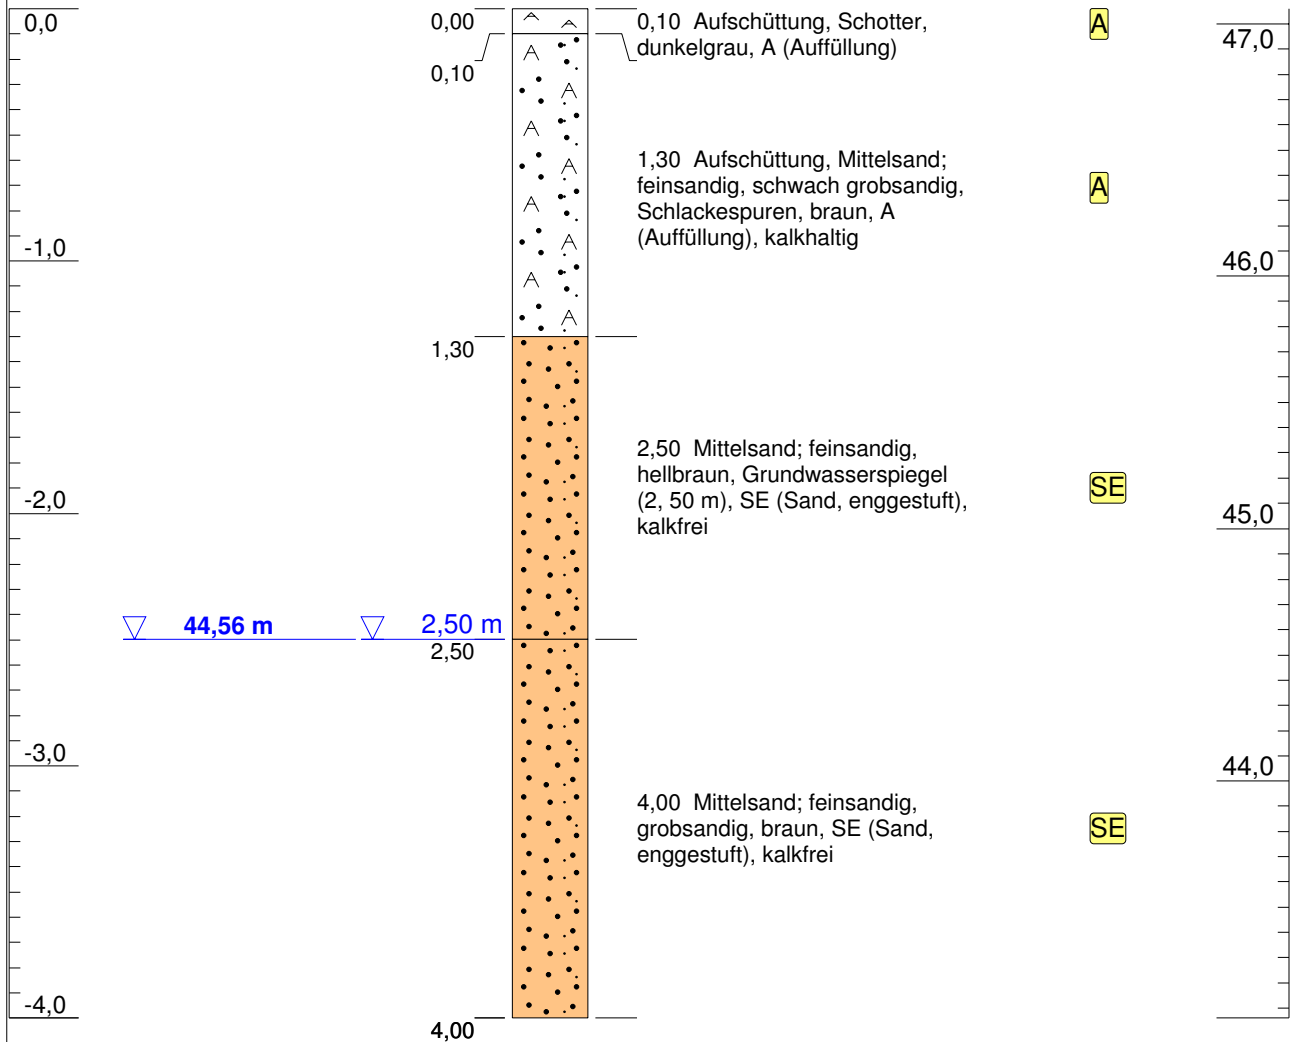 0,0
0,00
0,10 Aufschüttung, Schotter,
dunkelgrau, A (Auffüllung)
A
47,0
0,10
1,30 Aufschüttung, Mittelsand;
feinsandig, schwach grobsandig,
Schlackespuren, braun, A
(Auffüllung), kalkhaltig
A
-1,0
46,0
1,30
2,50 Mittelsand; feinsandig,
hellbraun, Grundwasserspiegel
(2, 50 m), SE (Sand, enggestuft),
kalkfrei
SE
-2,0
45,0
44,56 m
2,50 m
2,50
-3,0
44,0
4,00 Mittelsand; feinsandig,
grobsandig, braun, SE (Sand,
enggestuft), kalkfrei
SE
-4,0
4,00